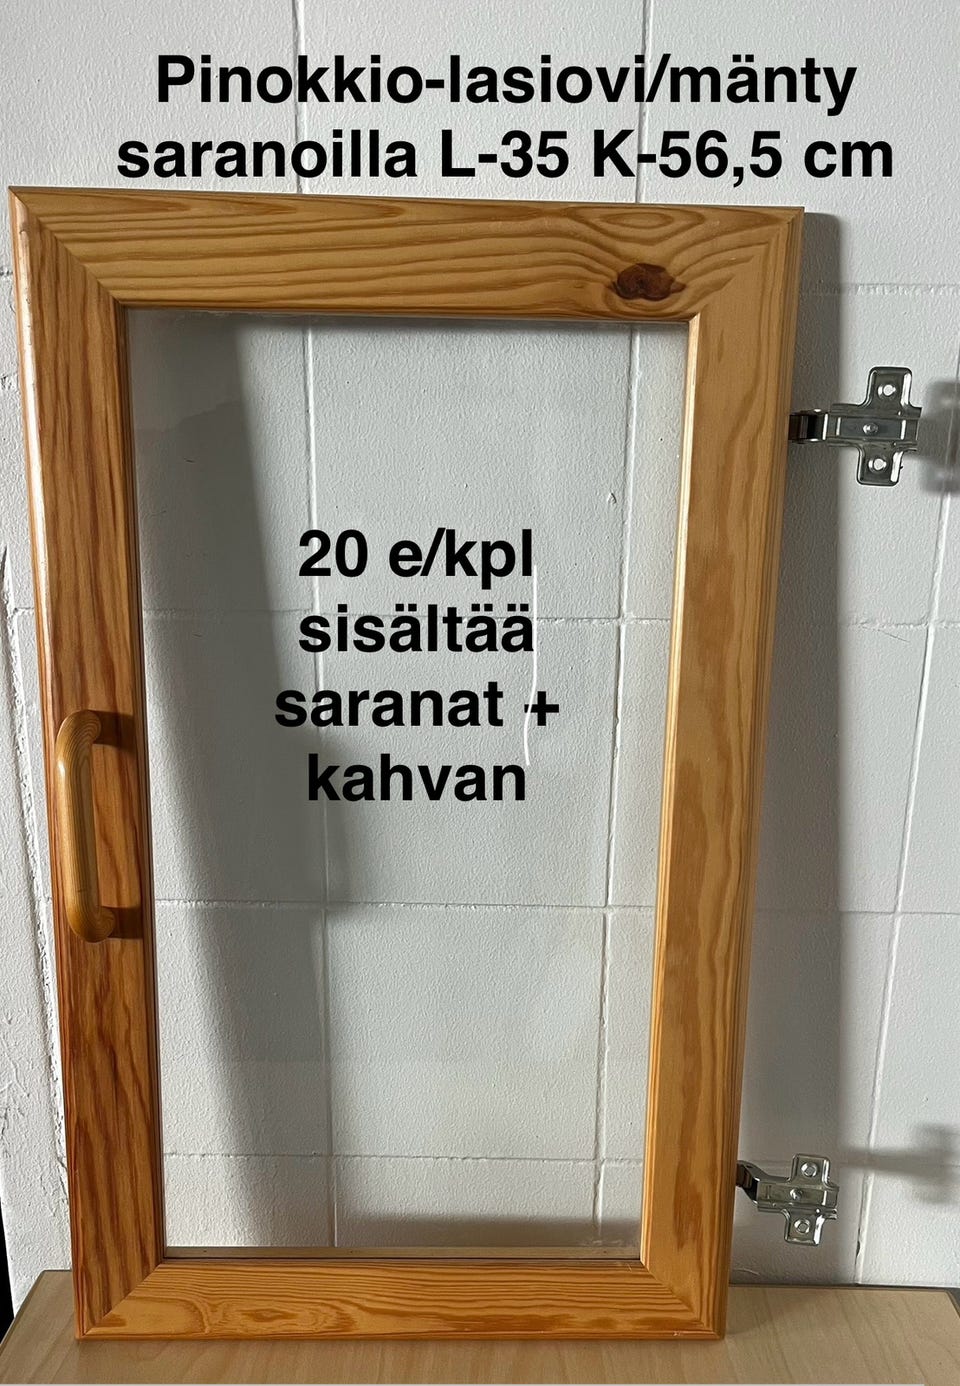 Pinokkio-lasiovi/mänty
saranoilla L-35 K-56,5 cm
20 e/kpl
sisältää
saranat +
kahvan